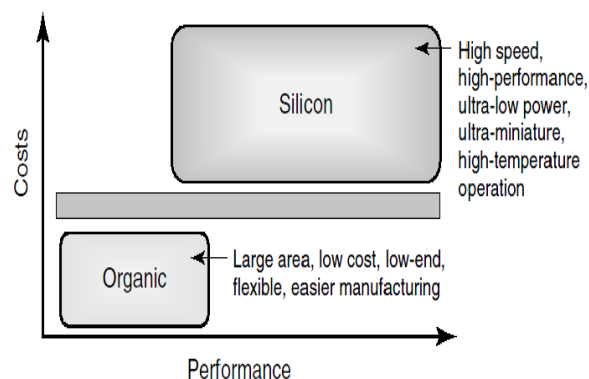 Costs
Silicon
High speed,
high-performance,
ultra-low power,
ultra-miniature,
high-temperature
operation
Organic
Large area, low cost, low-end,
flexible, easier manufacturing
Performance